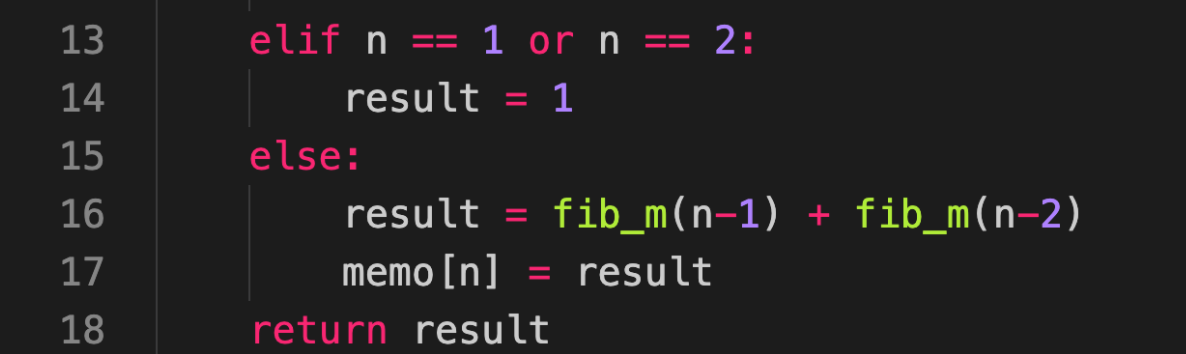 13 elif n == 1 or n == 2:
14 result = 1
15 else:
16 result = fib_m(n-1) + fib_m(n-2)
17 memo[n] = result
18 return result